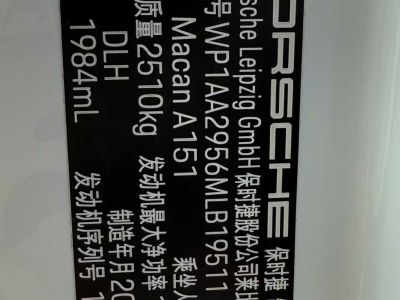 PORSCHE 保时捷
sche Leipzig GmbH 保时捷股份公司莱比
号 WP1AA2956MLB19511
Macan A151 乘坐人
质量 2510kg 发动机最大净功率
DLH 制造年月 20
1984mL 发动机序列号 1